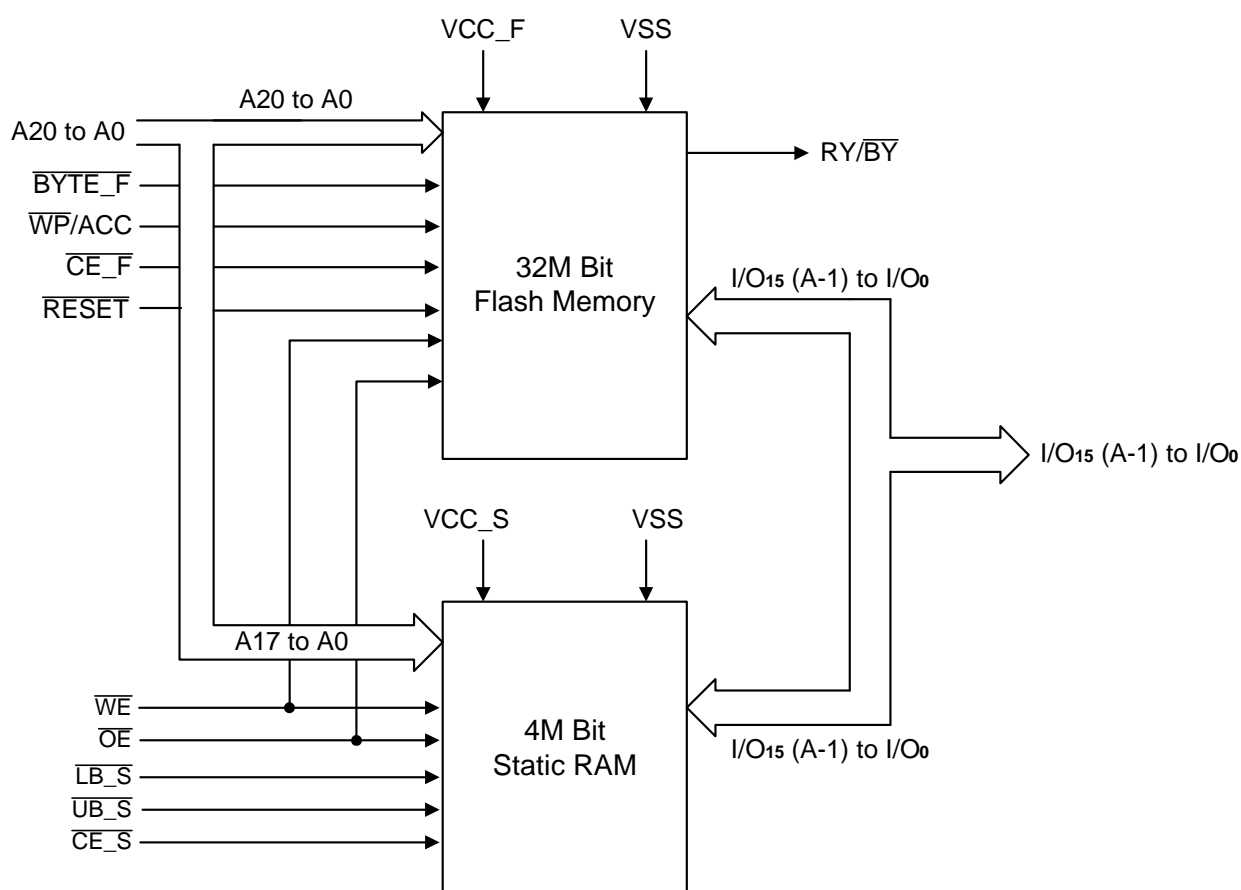 VCC_F VSS
A20 to A0
A20 to A0
BYTE_F
WP/ACC
CE_F
RESET
32M Bit
Flash Memory
RY/BY
I/O15 (A-1) to I/O0
I/O15 (A-1) to I/O0
VCC_S VSS
A17 to A0
WE
OE
LB_S
UB_S
CE_S
4M Bit
Static RAM
I/O15 (A-1) to I/O0